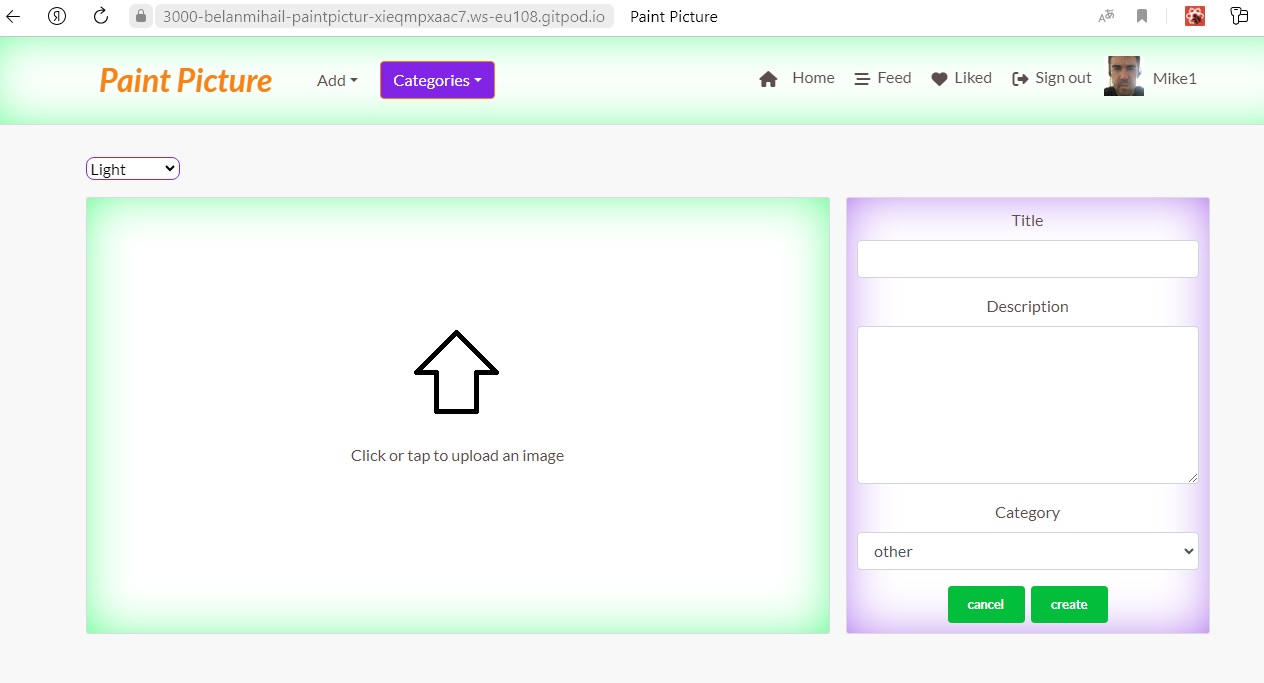 Я 3000-belanmihail-paintpictur-xieqmpxaac7.ws-eu108.gitpod.io Paint Picture
Paint Picture Add Categories Home Feed Liked Sign out Mike1
Light
Title
Description
Click or tap to upload an image
Category
other
cancel create